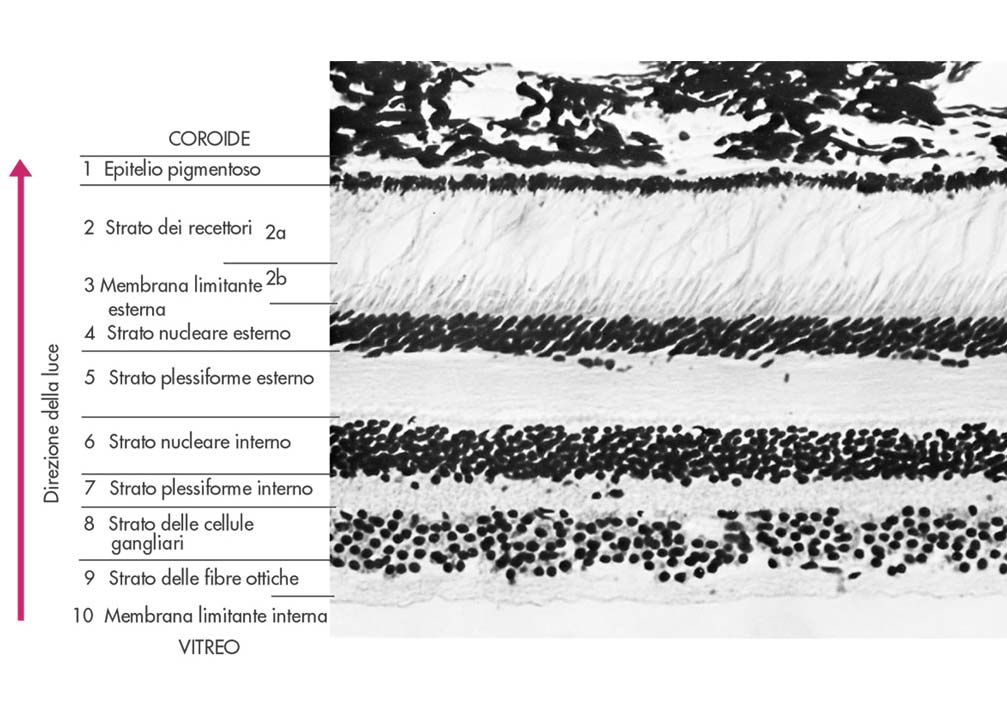 COROIDE
1 Epitelio pigmentoso
2 Strato dei recettori 2a
2b
3 Membrana limitante
esterna
4 Strato nucleare esterno
5 Strato plessiforme esterno
6 Strato nucleare interno
7 Strato plessiforme interno
8 Strato delle cellule
gangliari
9 Strato delle fibre ottiche
10 Membrana limitante interna
VITREO
Direzione della luce